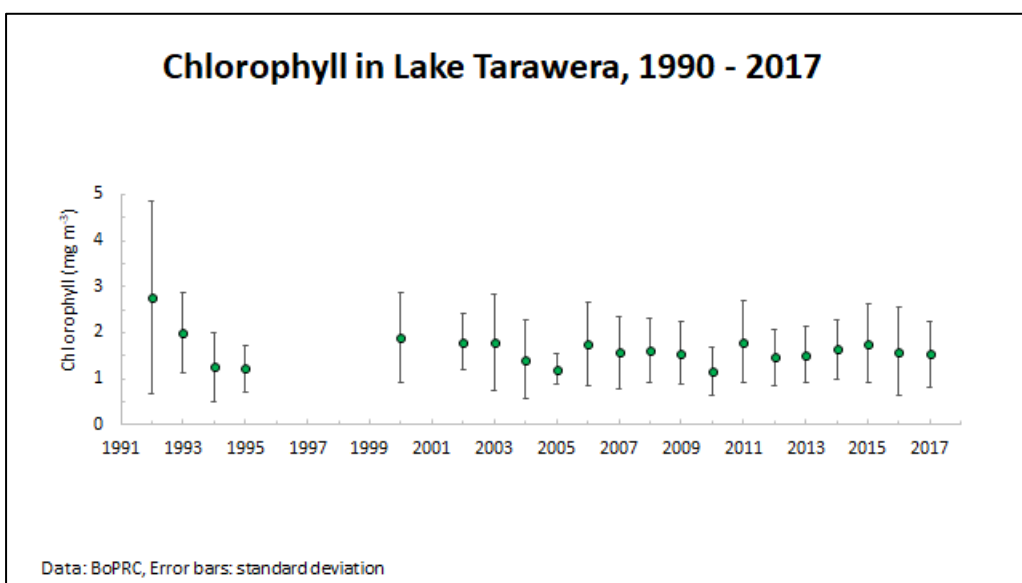 Chlorophyll in Lake Tarawera, 1990 - 2017
Chlorophyll (mg m⁻³)
5
4
3
2
1
0
1991 1993 1995 1997 1999 2001 2003 2005 2007 2009 2011 2013 2015 2017
Data: BoPRC, Error bars: standard deviation